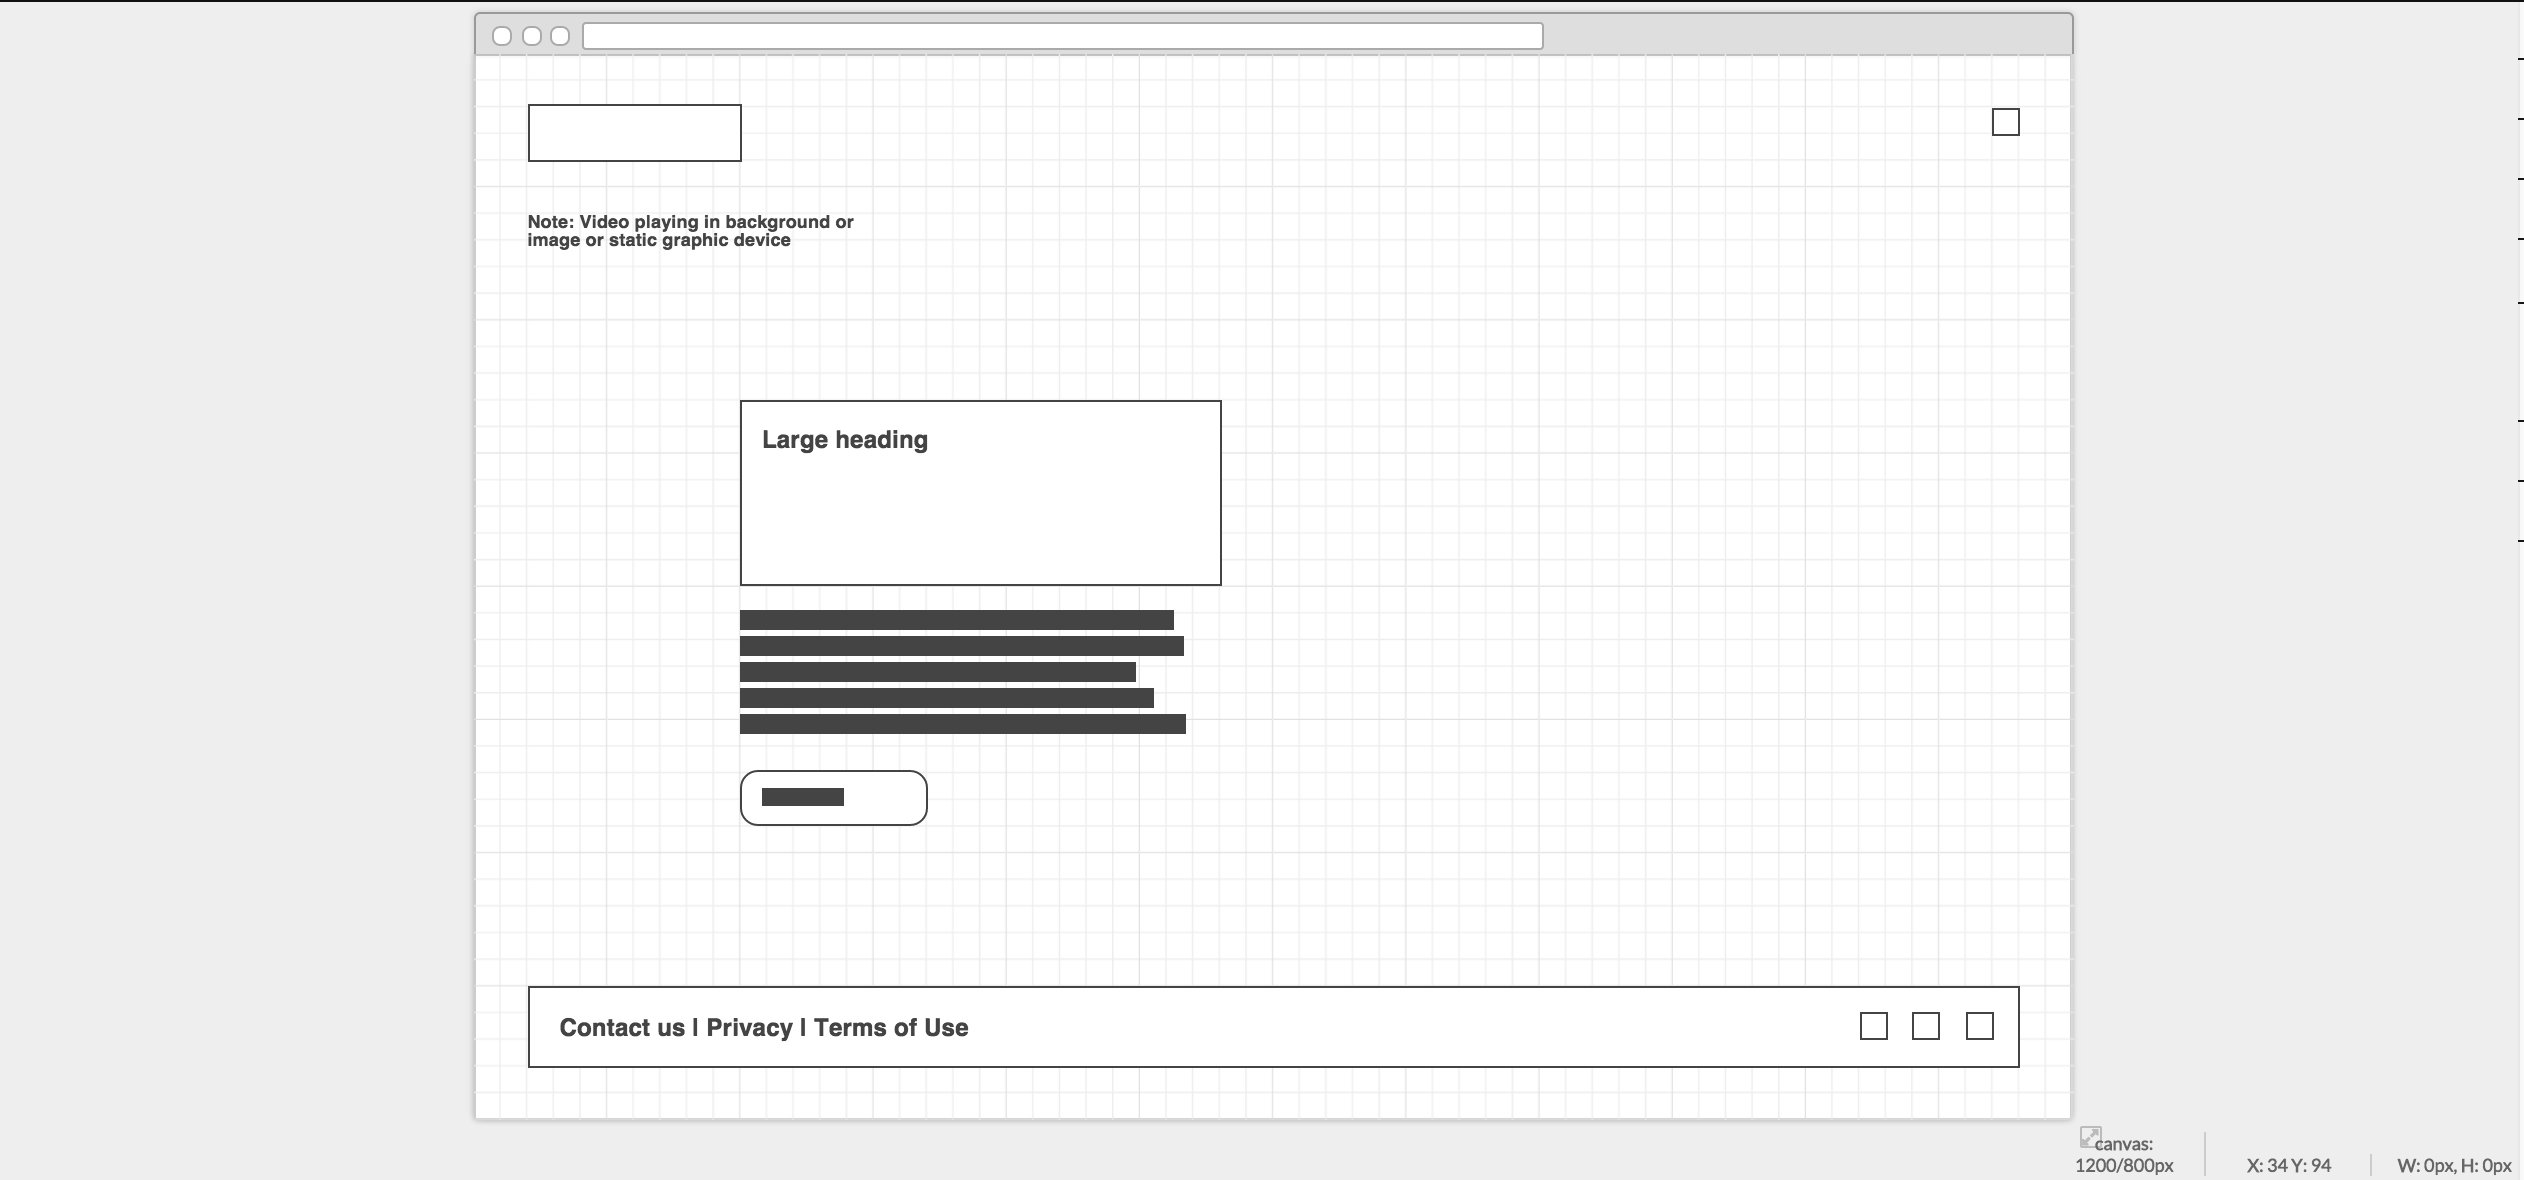 Note: Video playing in background or
image or static graphic device
Large heading
Contact us | Privacy | Terms of Use
canvas:
1200/800px
X: 34 Y: 94
W: 0px, H: 0px